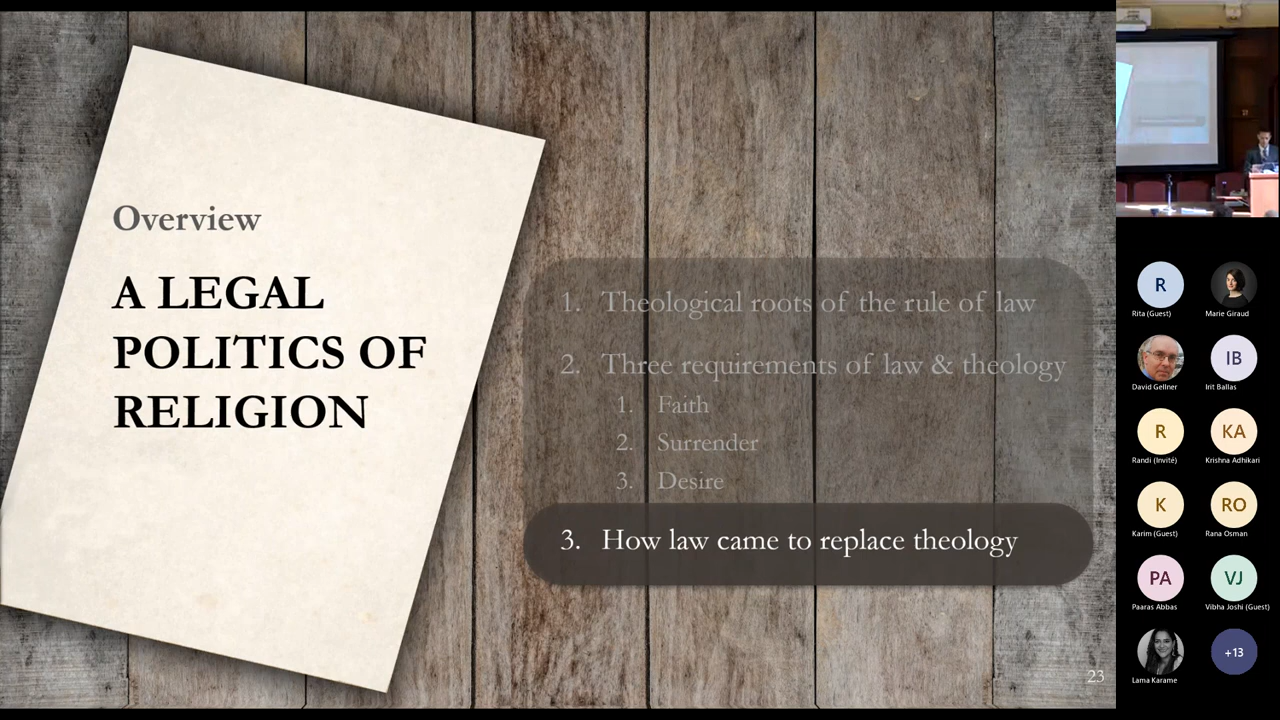 Overview
A LEGAL
POLITICS OF
RELIGION
1. Theological roots of the rule of law
2. Three requirements of law & theology
1. Faith
2. Surrender
3. Desire
3. How law came to replace theology
23
R
Rita (Guest)
Marie Giraud
David Gellner
IB
Irit Ballas
R
Randi (Invité)
KA
Krishna Adhikari
K
Karim (Guest)
RO
Rana Osman
PA
Paaras Abbas
VJ
Vibha Joshi (Guest)
Lama Karame
+13